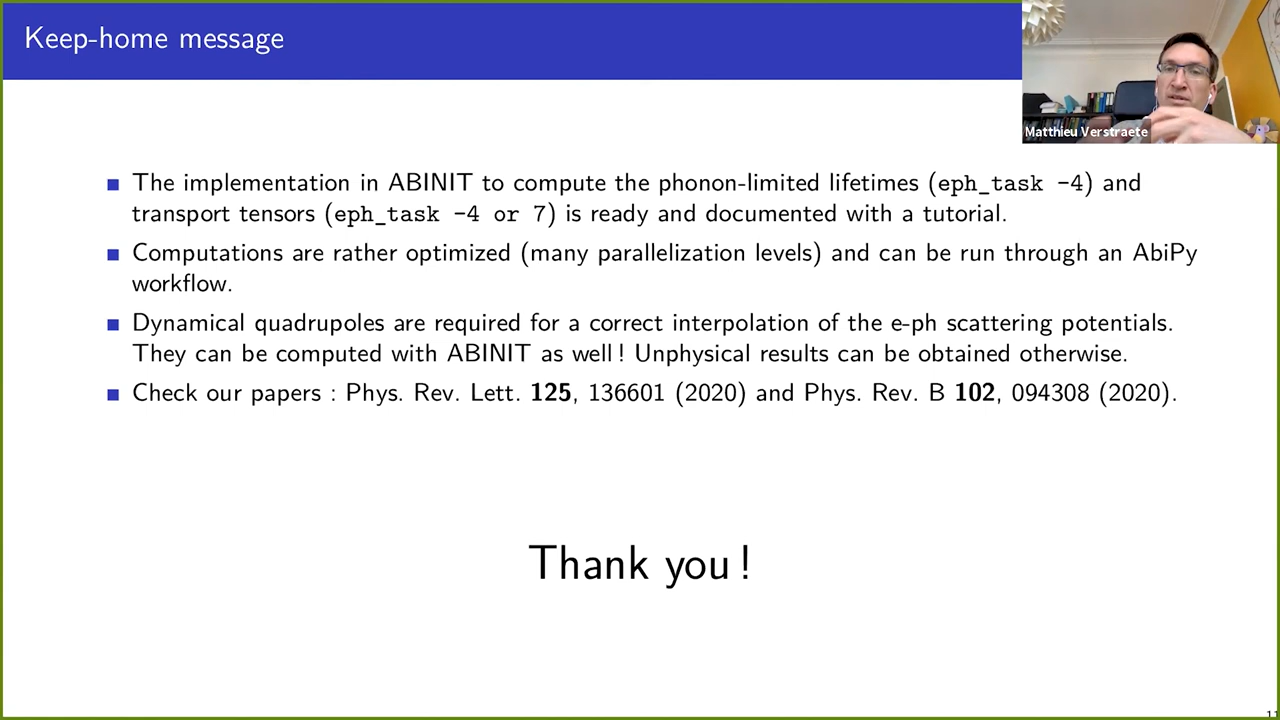 Keep-home message
Matthieu Verstraete
■ The implementation in ABINIT to compute the phonon-limited lifetimes (eph_task -4) and
transport tensors (eph_task -4 or 7) is ready and documented with a tutorial.
■ Computations are rather optimized (many parallelization levels) and can be run through an AbiPy
workflow.
■ Dynamical quadrupoles are required for a correct interpolation of the e-ph scattering potentials.
They can be computed with ABINIT as well ! Unphysical results can be obtained otherwise.
■ Check our papers : Phys. Rev. Lett. 125, 136601 (2020) and Phys. Rev. B 102, 094308 (2020).
Thank you !